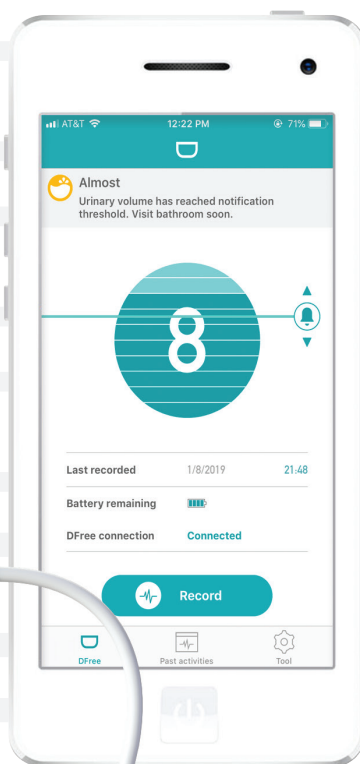 AT&T 12:22 PM 71%
Almost
Urinary volume has reached notification
threshold. Visit bathroom soon.
8
Last recorded 1/8/2019 21:48
Battery remaining
DFree connection Connected
Record
DFree Past activities Tool